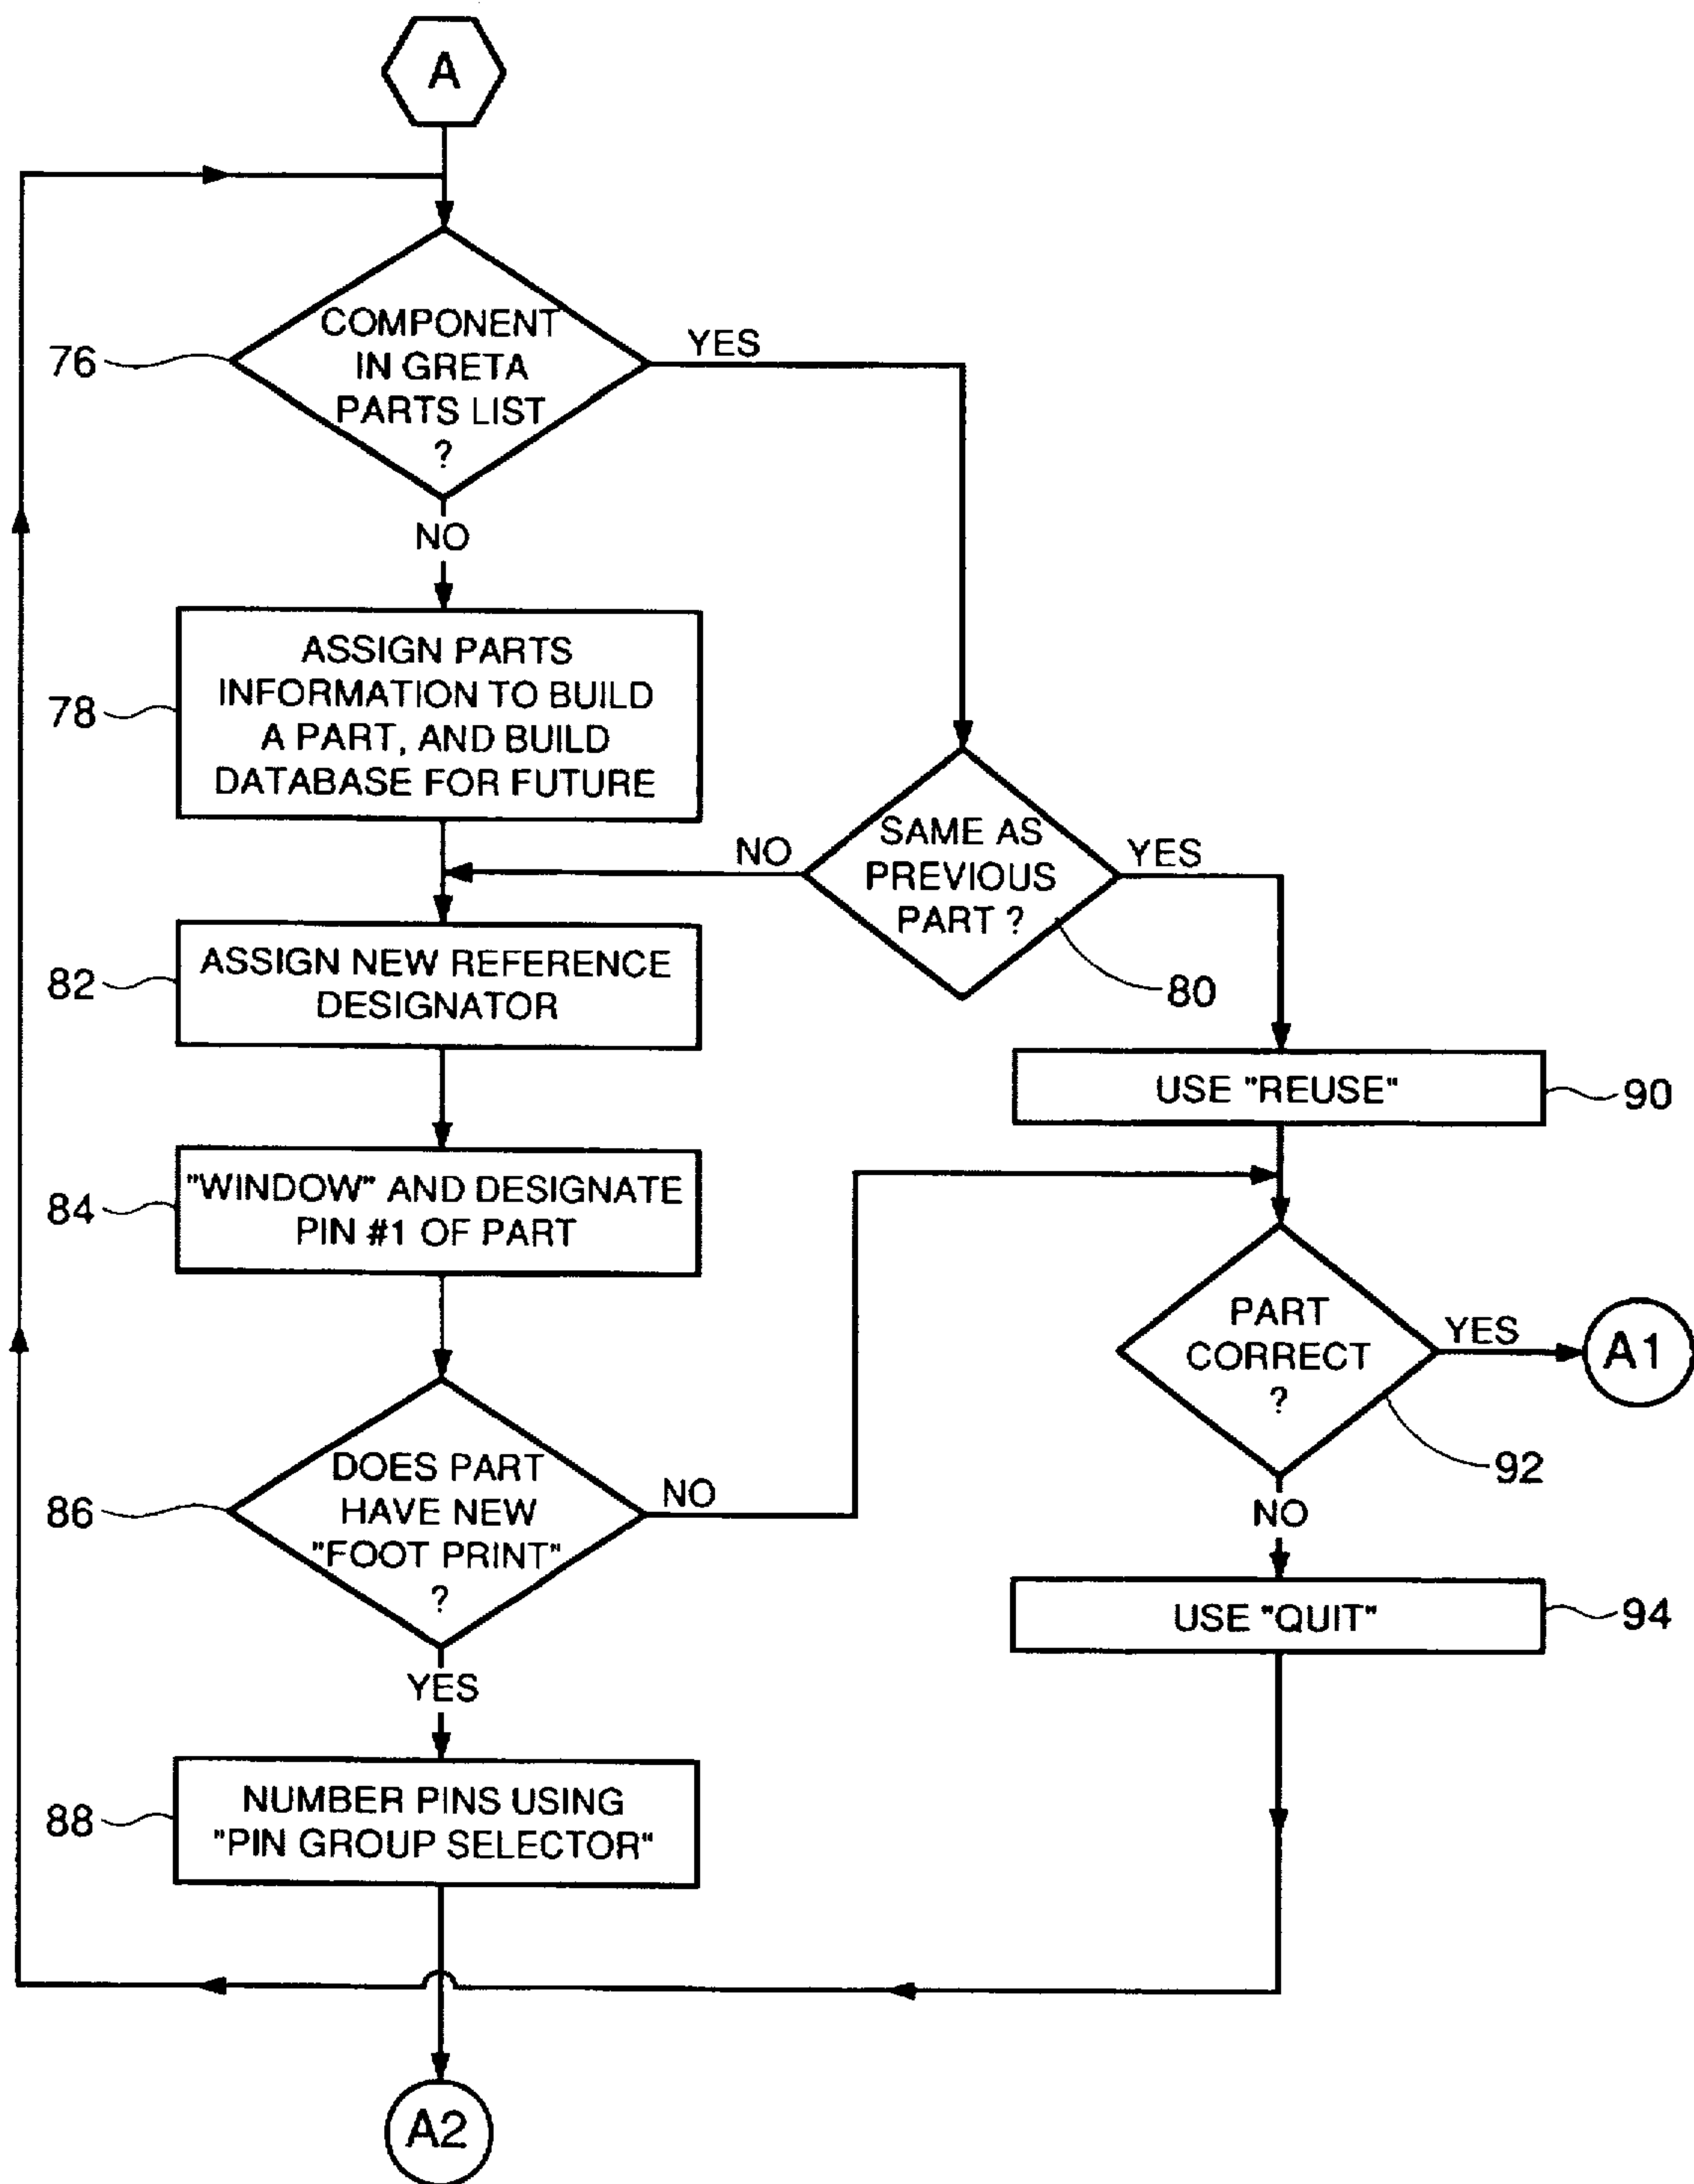 A
COMPONENT
IN GRETA
PARTS LIST
?
76
YES
NO
ASSIGN PARTS
INFORMATION TO BUILD
A PART, AND BUILD
DATABASE FOR FUTURE
78
SAME AS
PREVIOUS
PART ?
NO
YES
80
ASSIGN NEW REFERENCE
DESIGNATOR
82
USE "REUSE"
90
"WINDOW" AND DESIGNATE
PIN #1 OF PART
84
PART
CORRECT
?
YES
A1
92
NO
DOES PART
HAVE NEW
"FOOT PRINT"
?
86
NO
YES
USE "QUIT"
94
NUMBER PINS USING
"PIN GROUP SELECTOR"
88
A2